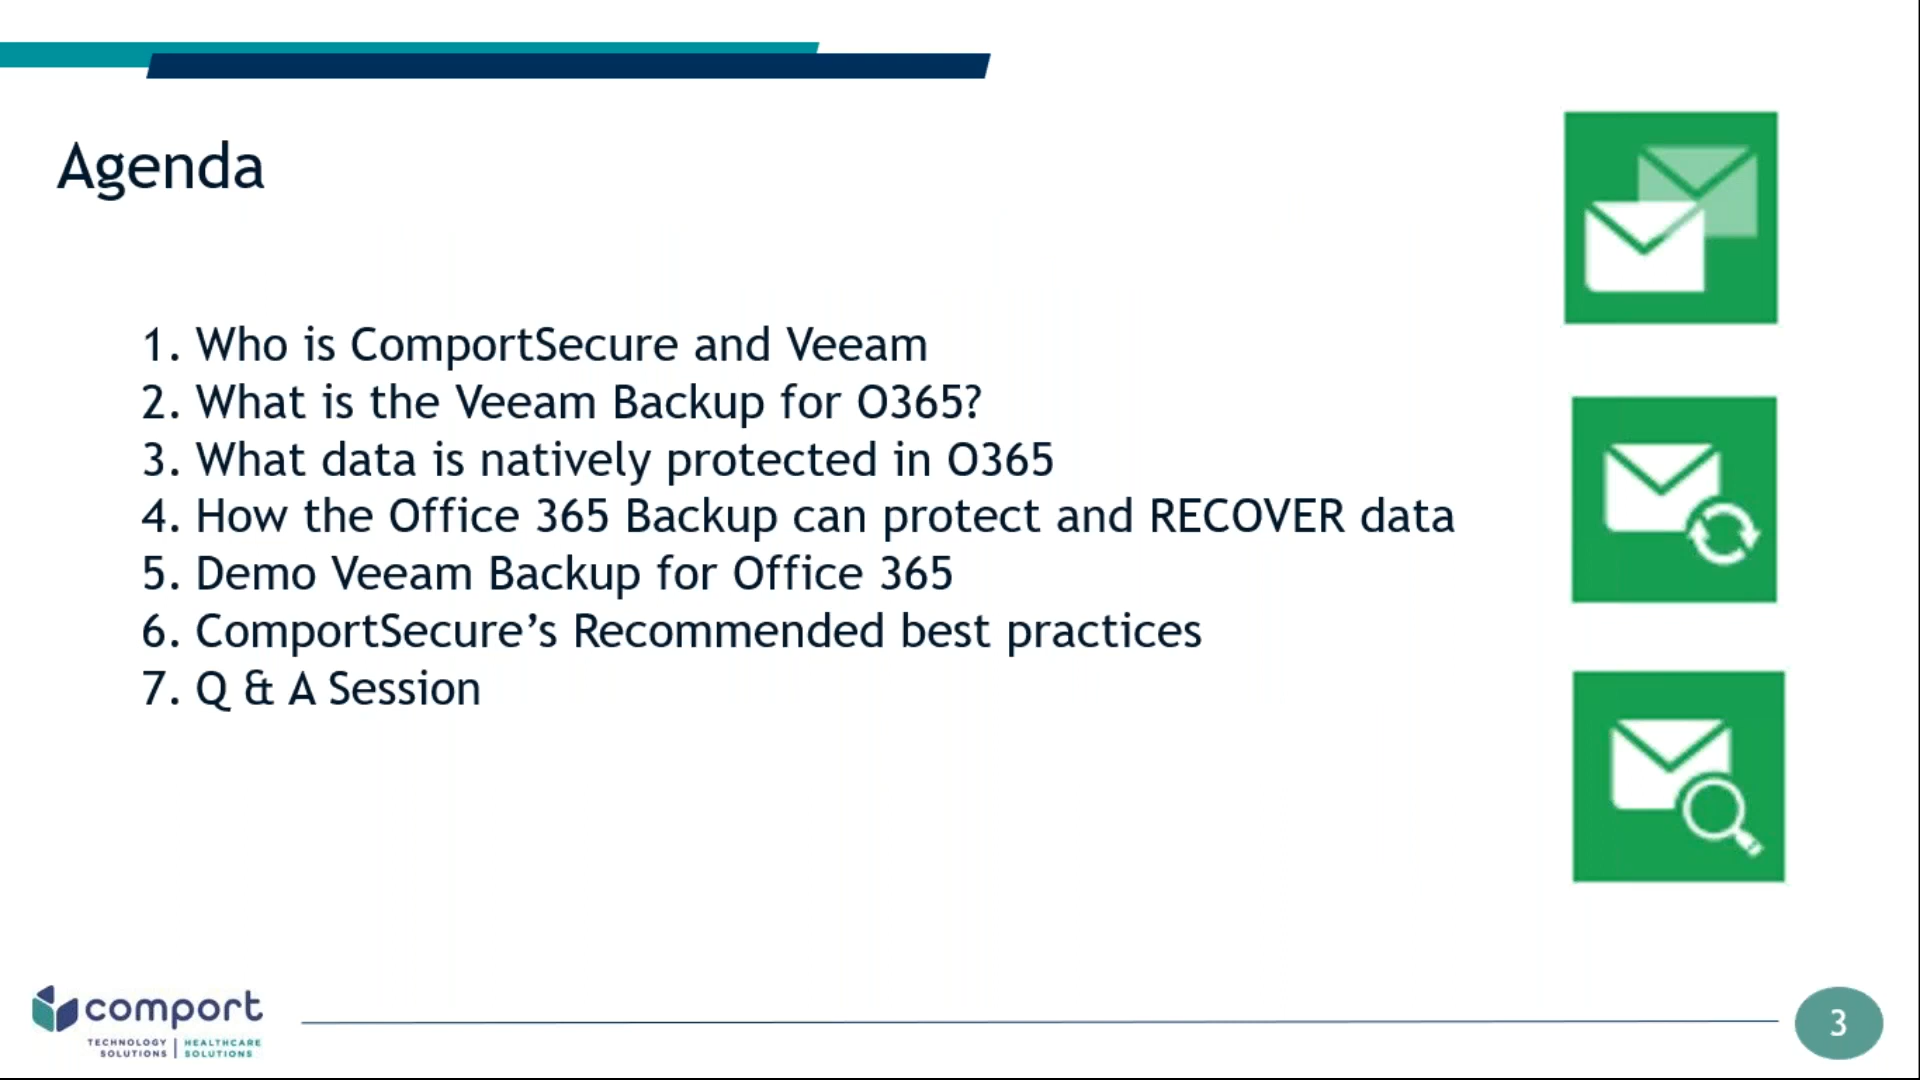 Agenda
1. Who is ComportSecure and Veeam
2. What is the Veeam Backup for O365?
3. What data is natively protected in O365
4. How the Office 365 Backup can protect and RECOVER data
5. Demo Veeam Backup for Office 365
6. ComportSecure’s Recommended best practices
7. Q & A Session
comport
TECHNOLOGY SOLUTIONS | HEALTHCARE SOLUTIONS
3